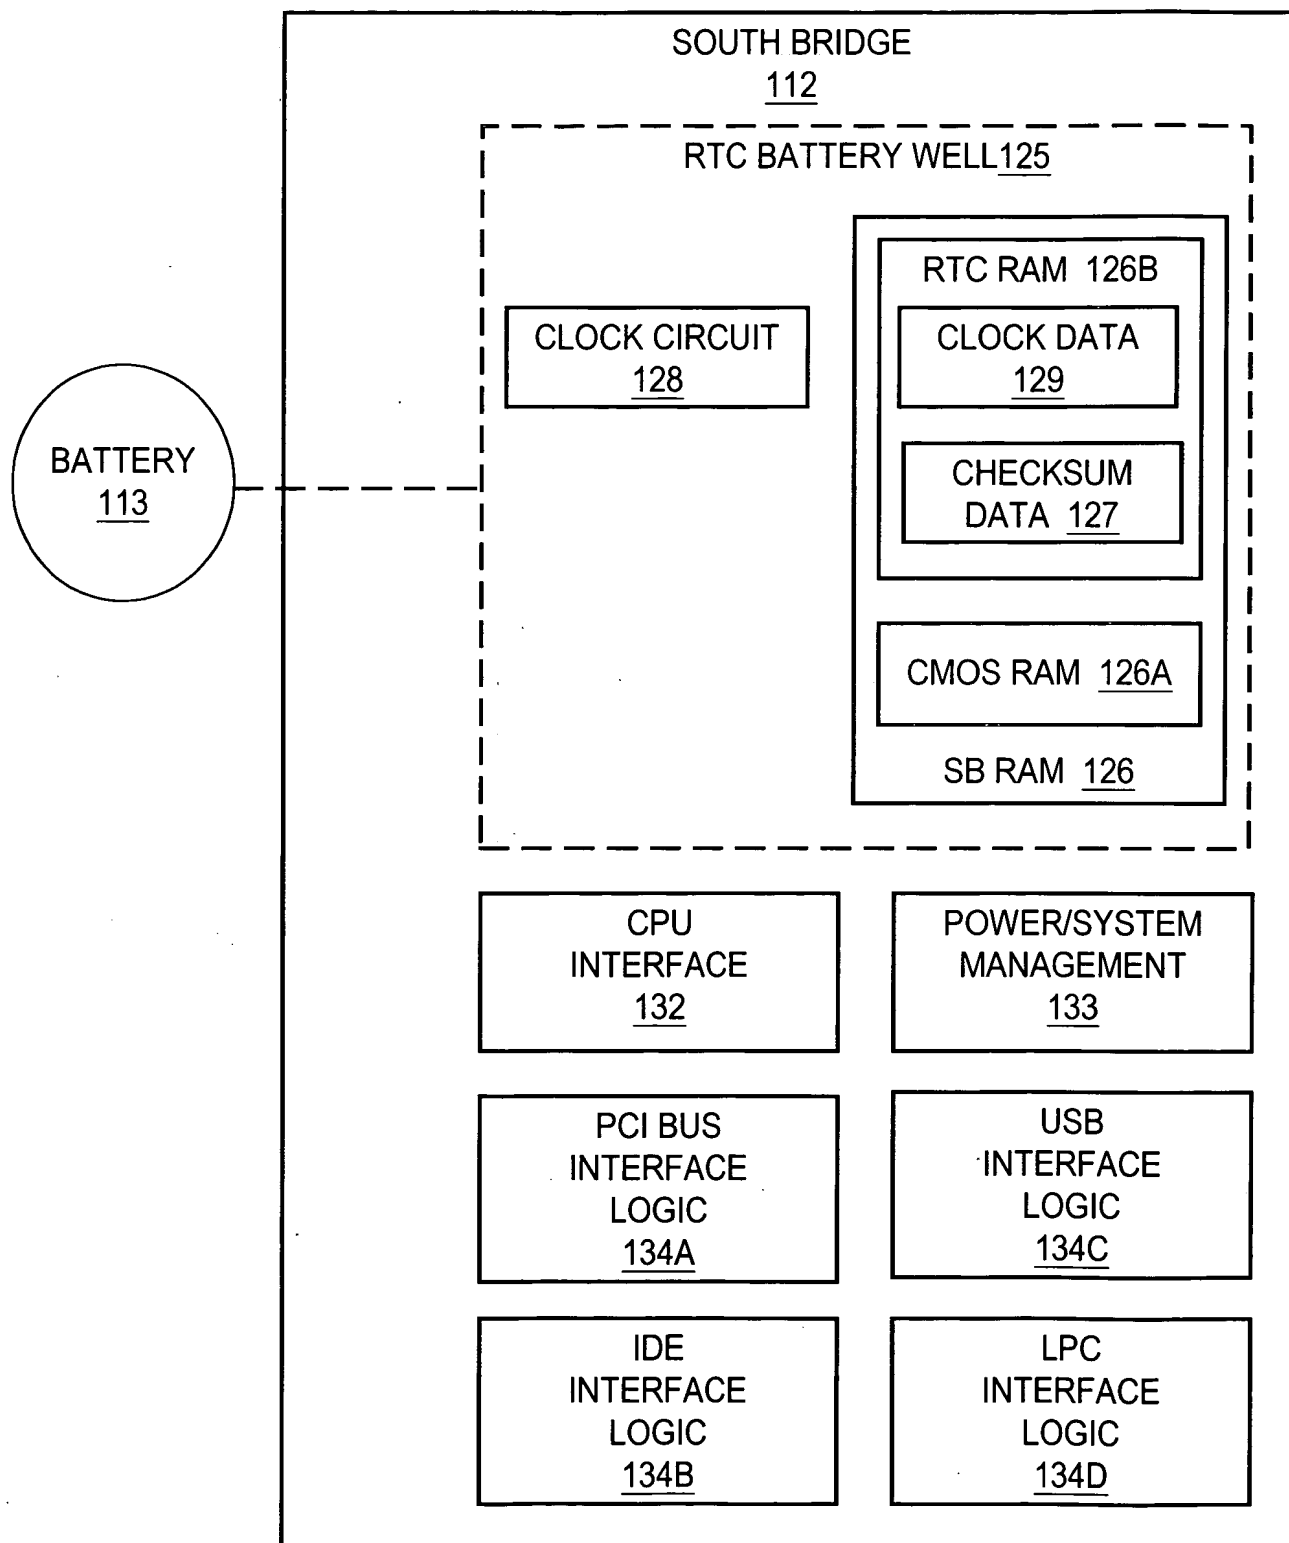 SOUTH BRIDGE
112
RTC BATTERY WELL125
RTC RAM 126B
CLOCK CIRCUIT
128
CLOCK DATA
129
BATTERY
113
CHECKSUM
DATA 127
CMOS RAM 126A
SB RAM 126
CPU
INTERFACE
132
POWER/SYSTEM
MANAGEMENT
133
PCI BUS
INTERFACE
LOGIC
134A
USB
INTERFACE
LOGIC
134C
IDE
INTERFACE
LOGIC
134B
LPC
INTERFACE
LOGIC
134D